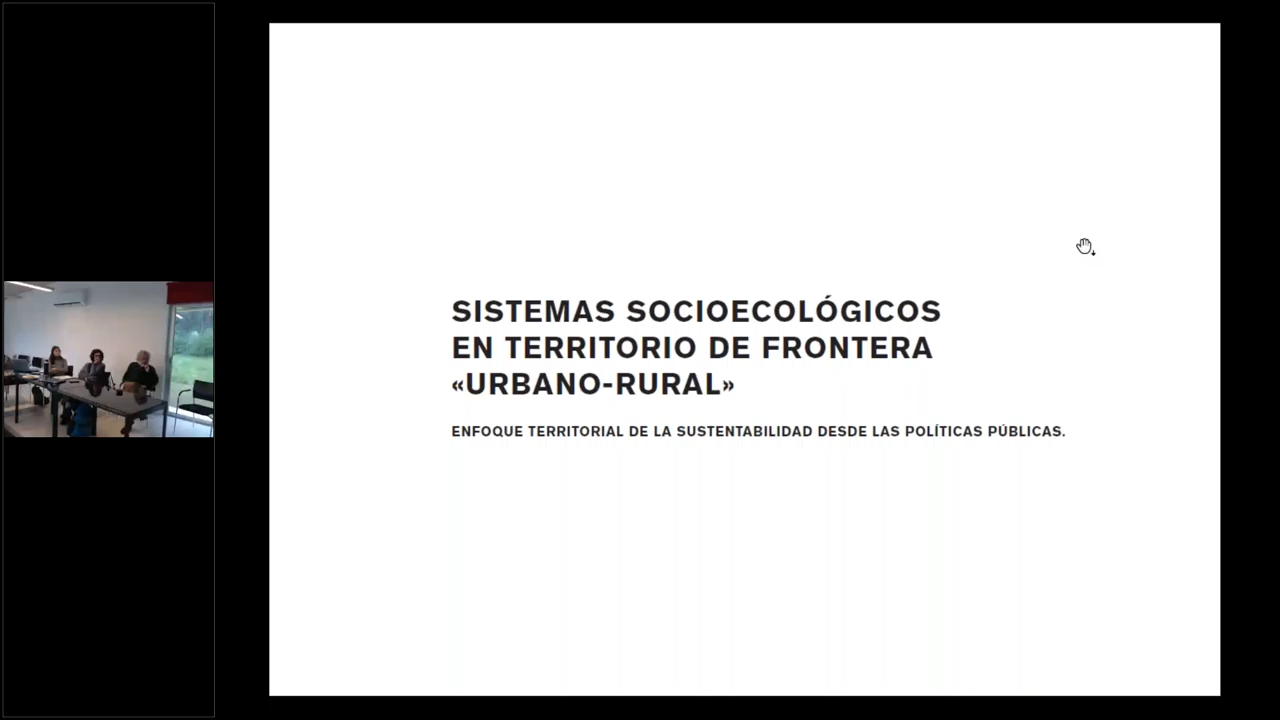 SISTEMAS SOCIOECOLÓGICOS
EN TERRITORIO DE FRONTERA
«URBANO-RURAL»
ENFOQUE TERRITORIAL DE LA SUSTENTABILIDAD DESDE LAS POLÍTICAS PÚBLICAS.